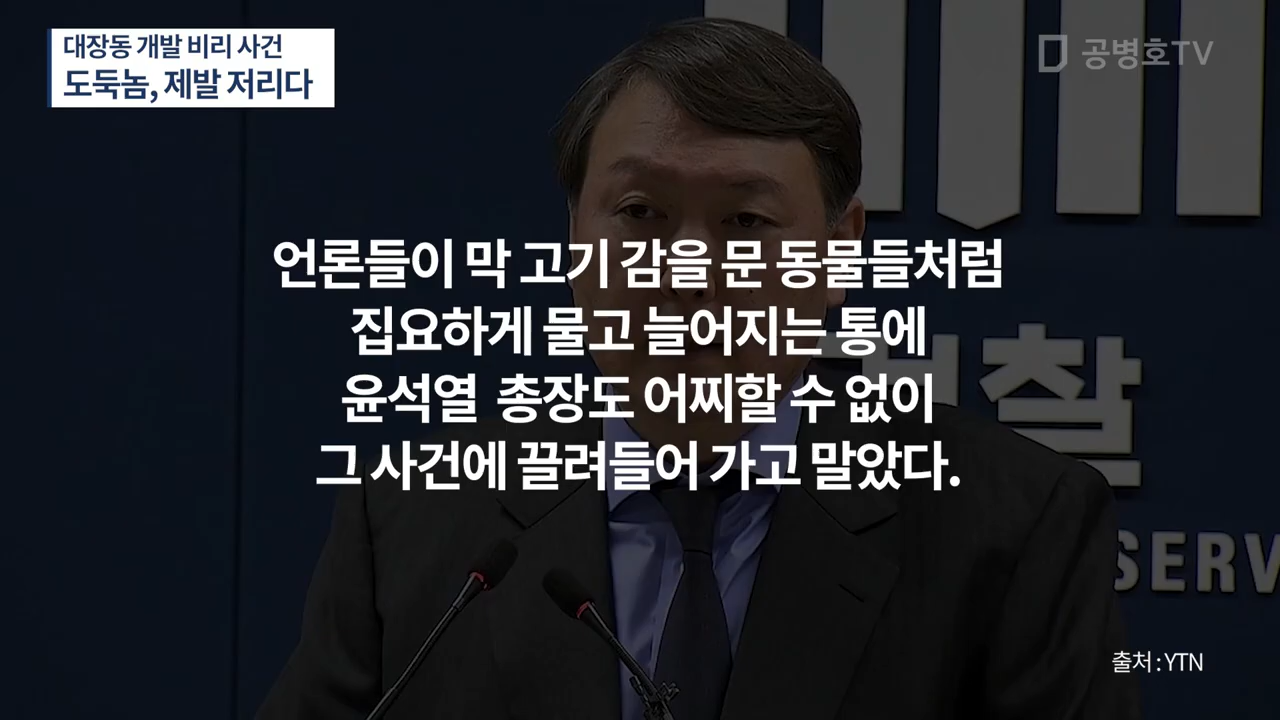 대장동 개발 비리 사건
도둑놈, 제발 저리다
공병호TV
언론들이 막 고기 감을 문 동물들처럼
집요하게 물고 늘어지는 통에
윤석열 총장도 어찌할 수 없이
그 사건에 끌려들어 가고 말았다.
찰
SERV
출처 : YTN